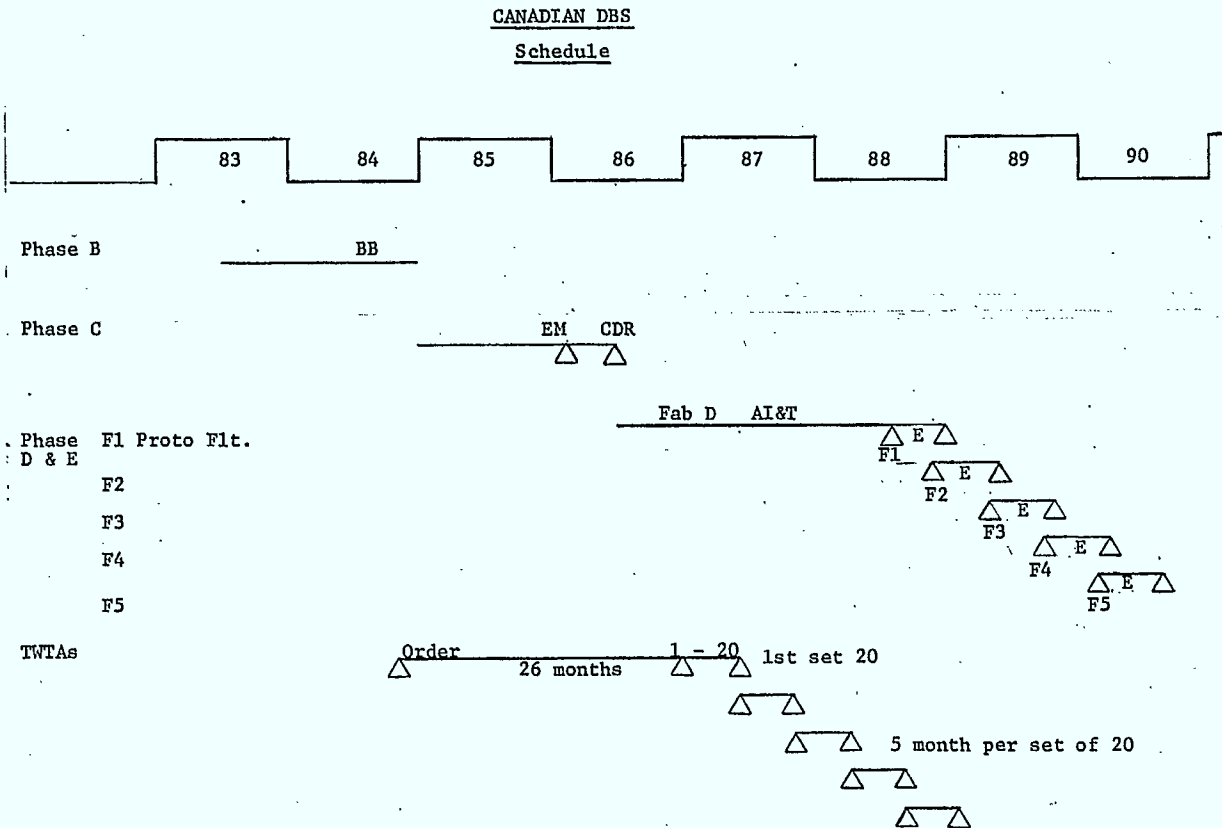 CANADIAN DBS
Schedule
83 84 85 86 87 88 89 90
Phase B BB
Phase C EM CDR
Fab D AI&T
Phase F1 Proto Flt. E
D & E F1
F2 E
F2
F3 E
F3
F4 E
F4
F5 E
F5
TWTAs Order 1 - 20 1st set 20
26 months
5 month per set of 20